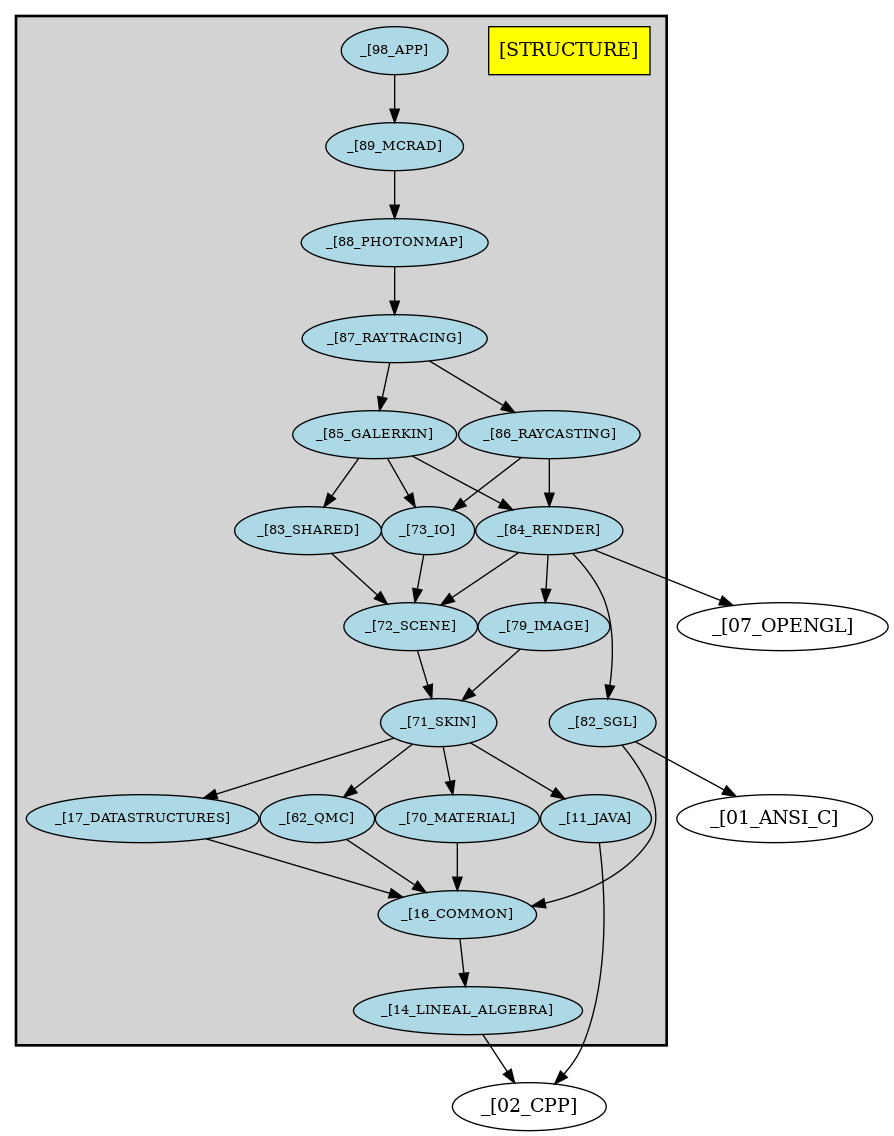 _[98_APP]
[STRUCTURE]
_[89_MCRAD]
_[88_PHOTONMAP]
_[87_RAYTRACING]
_[85_GALERKIN]
_[86_RAYCASTING]
_[83_SHARED]
_[73_IO]
_[84_RENDER]
_[72_SCENE]
_[79_IMAGE]
_[07_OPENGL]
_[71_SKIN]
_[82_SGL]
_[17_DATASTRUCTURES]
_[62_QMC]
_[70_MATERIAL]
_[11_JAVA]
_[01_ANSI_C]
_[16_COMMON]
_[14_LINEAL_ALGEBRA]
_[02_CPP]